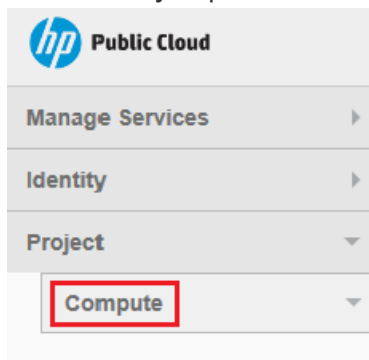 hp Public Cloud
Manage Services
Identity
Project
Compute